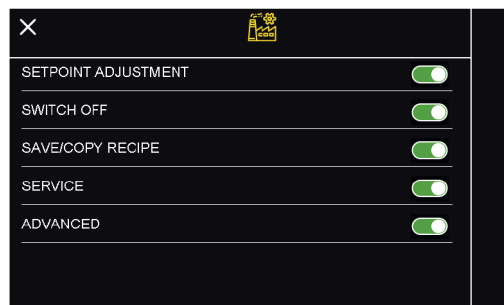 SETPOINT ADJUSTMENT
SWITCH OFF
SAVE/COPY RECIPE
SERVICE
ADVANCED